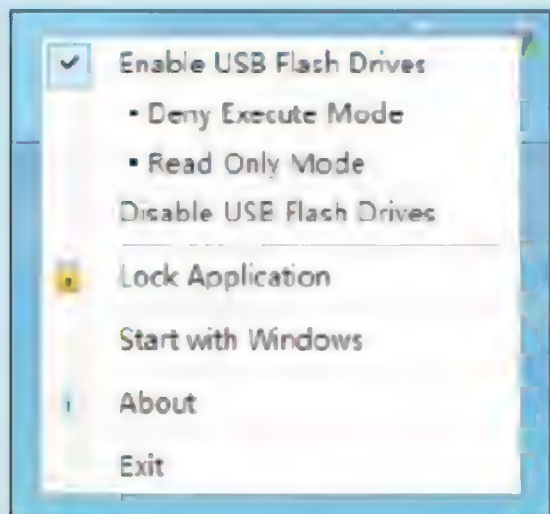 Enable USB Flash Drives
• Deny Execute Mode
• Read Only Mode
Disable USB Flash Drives
Lock Application
Start with Windows
About
Exit